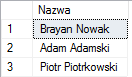 Nazwa
1 Brayan Nowak
2 Adam Adamski
3 Piotr Piotrkowski